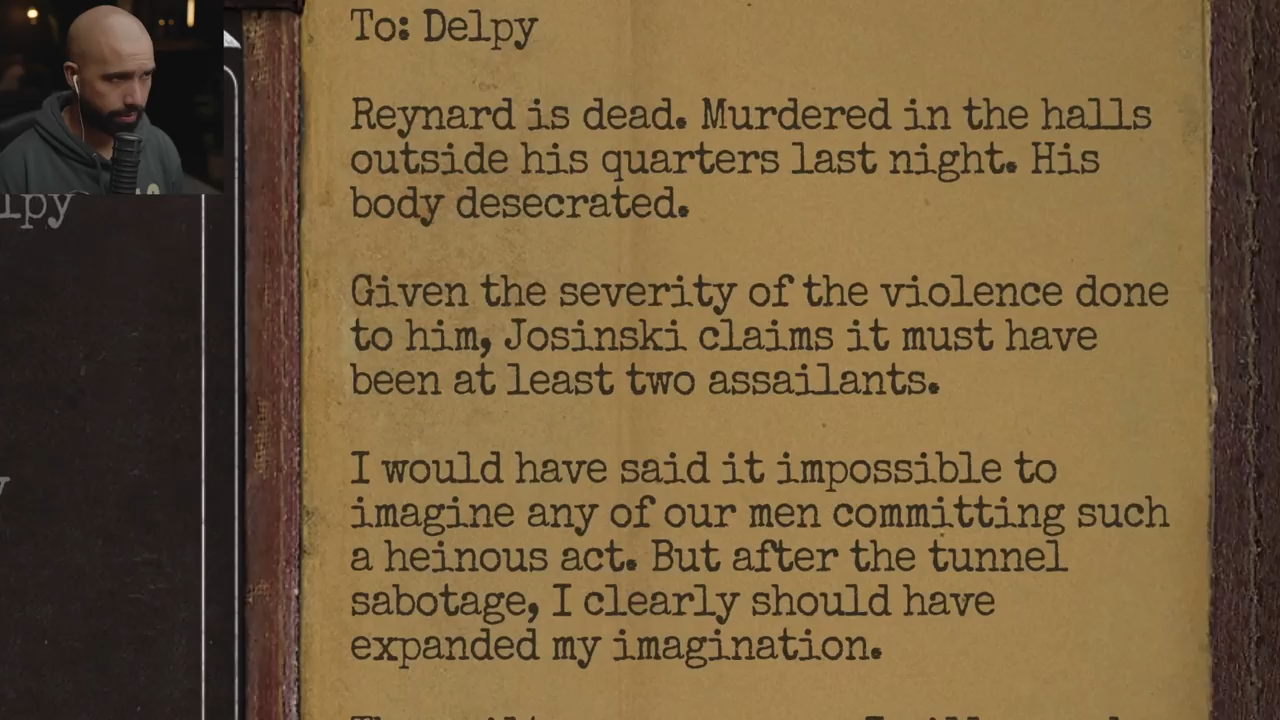 To: Delpy
Reynard is dead. Murdered in the halls
outside his quarters last night. His
body desecrated.
Given the severity of the violence done
to him, Josinski claims it must have
been at least two assailants.
I would have said it impossible to
imagine any of our men committing such
a heinous act. But after the tunnel
sabotage, I clearly should have
expanded my imagination.